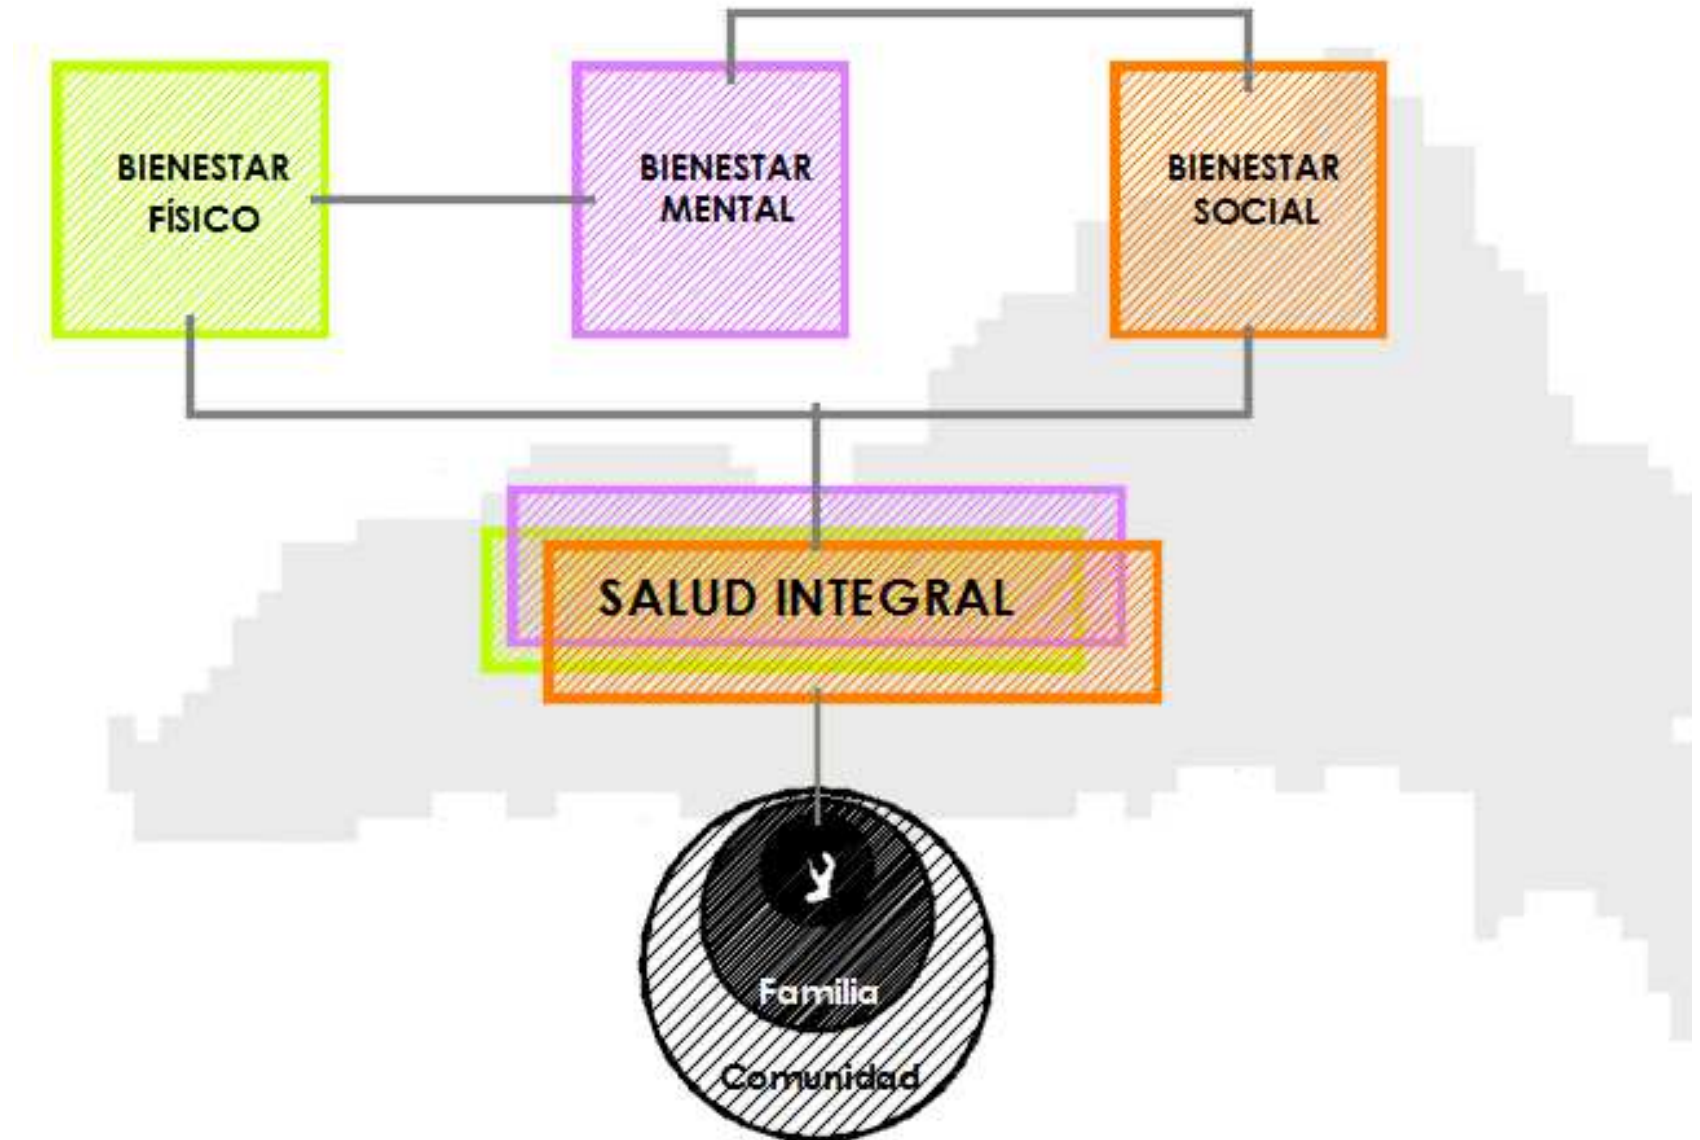 BIENESTAR
FÍSICO
BIENESTAR
MENTAL
BIENESTAR
SOCIAL
SALUD INTEGRAL
Familia
Comunidad